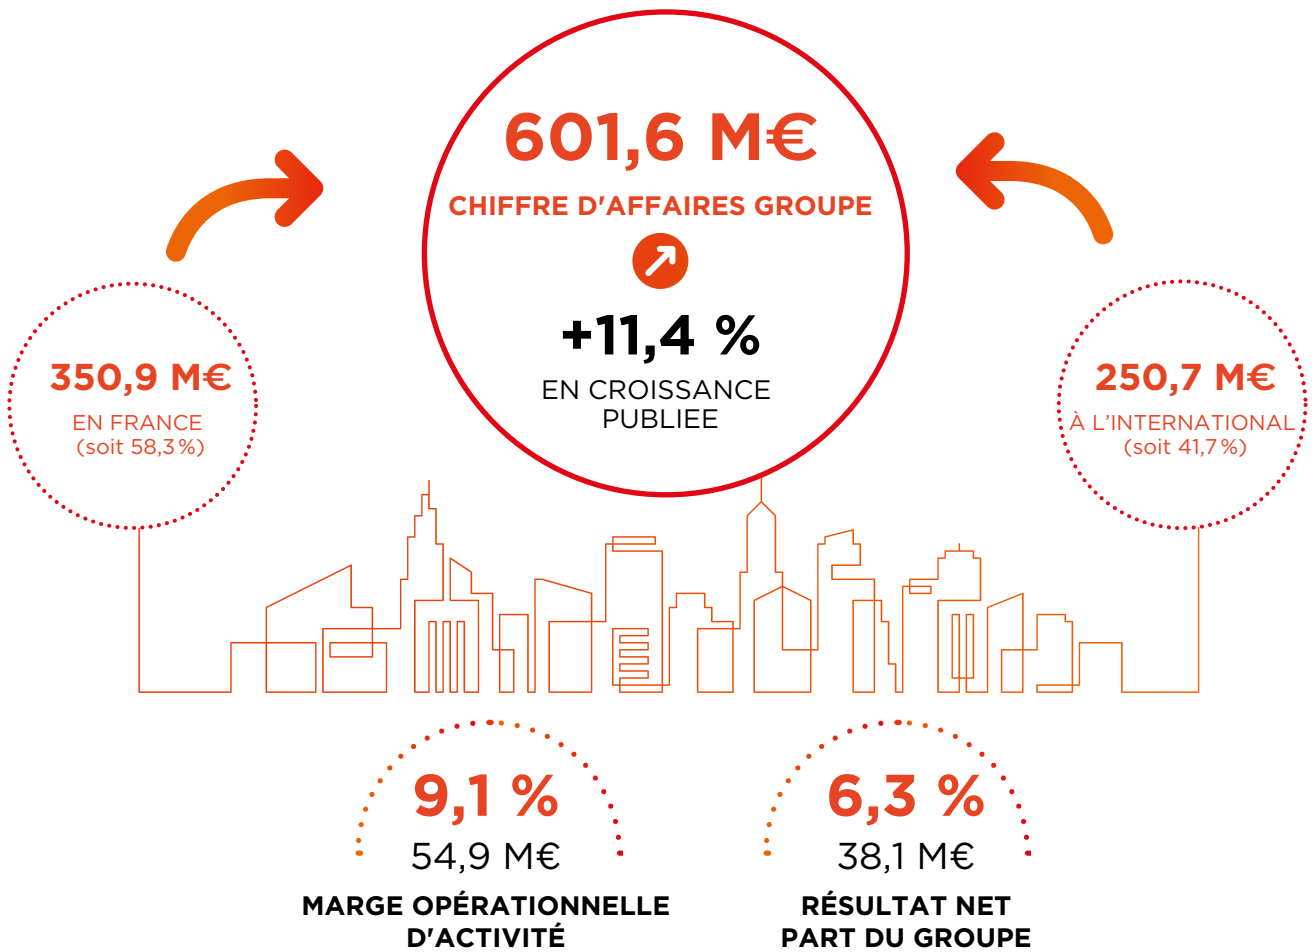 601,6 M€
CHIFFRE D'AFFAIRES GROUPE
+11,4 %
EN CROISSANCE
PUBLIEE
350,9 M€
EN FRANCE
(soit 58,3 %)
250,7 M€
À L'INTERNATIONAL
(soit 41,7 %)
9,1 %
54,9 M€
MARGE OPÉRATIONNELLE
D'ACTIVITÉ
6,3 %
38,1 M€
RÉSULTAT NET
PART DU GROUPE